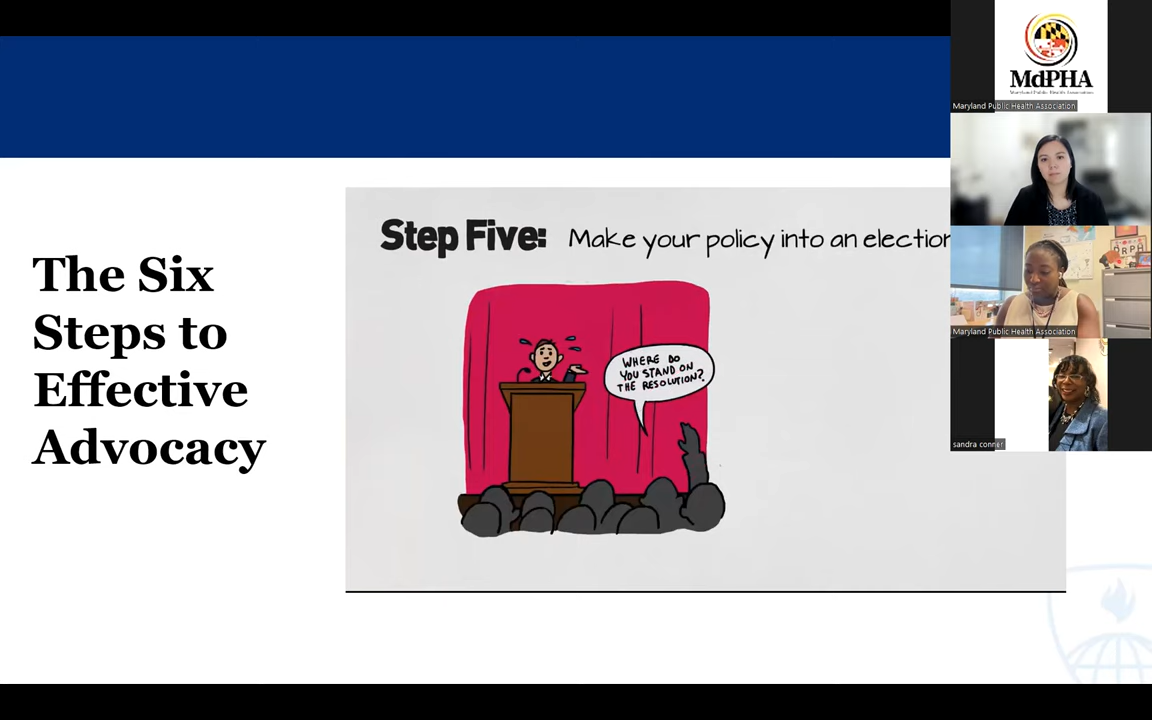 The Six
Steps to
Effective
Advocacy
Step Five: Make your policy into an election
WHERE DO
YOU STAND ON
THE RESOLUTION?
MdPHA
Maryland Public Health Association
Maryland Public Health Association
DRPH
Maryland Public Health Association
sandra conner